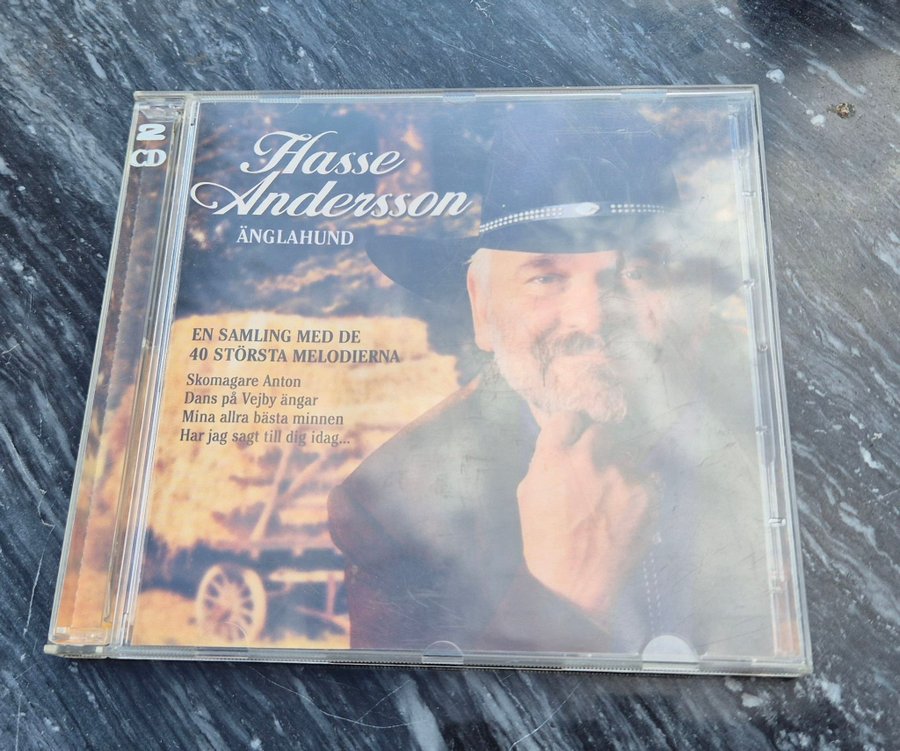 2
CD
Hasse
Andersson
ÄNGLAHUND
EN SAMLING MED DE
40 STÖRSTA MELODIERNA
Skomagare Anton
Dans på Vejby ängar
Mina allra bästa minnen
Har jag sagt till dig idag...